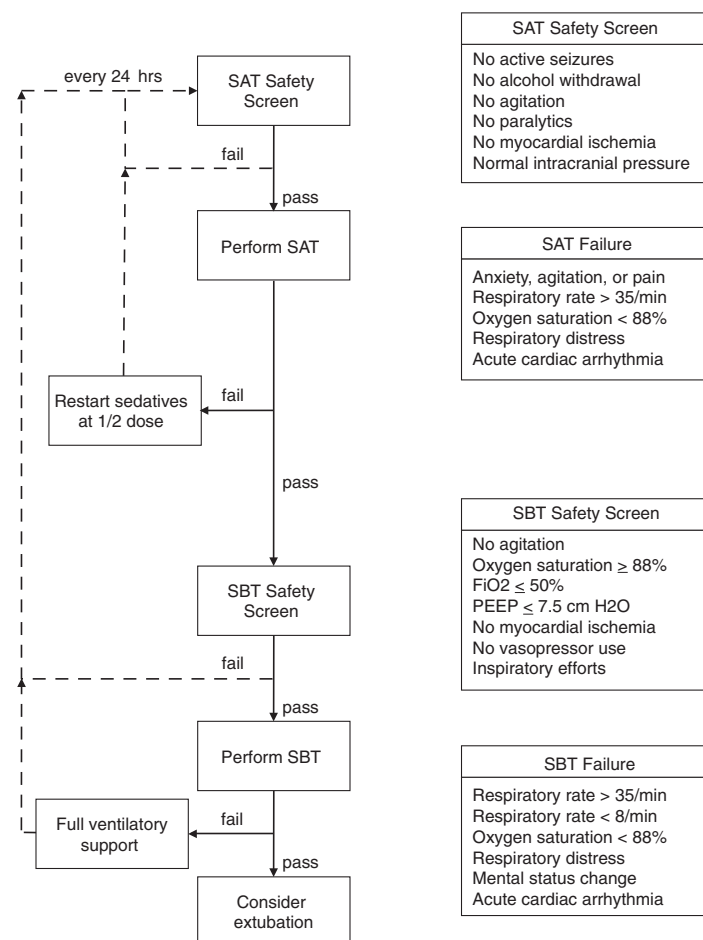 every 24 hrs
SAT Safety
Screen
fail
pass
Perform SAT
Restart sedatives
at 1/2 dose
fail
pass
SBT Safety
Screen
fail
pass
Perform SBT
Full ventilatory
support
fail
pass
Consider
extubation
SAT Safety Screen
No active seizures
No alcohol withdrawal
No agitation
No paralytics
No myocardial ischemia
Normal intracranial pressure
SAT Failure
Anxiety, agitation, or pain
Respiratory rate > 35/min
Oxygen saturation < 88%
Respiratory distress
Acute cardiac arrhythmia
SBT Safety Screen
No agitation
Oxygen saturation ≥ 88%
FiO2 ≤ 50%
PEEP ≤ 7.5 cm H2O
No myocardial ischemia
No vasopressor use
Inspiratory efforts
SBT Failure
Respiratory rate > 35/min
Respiratory rate < 8/min
Oxygen saturation < 88%
Respiratory distress
Mental status change
Acute cardiac arrhythmia